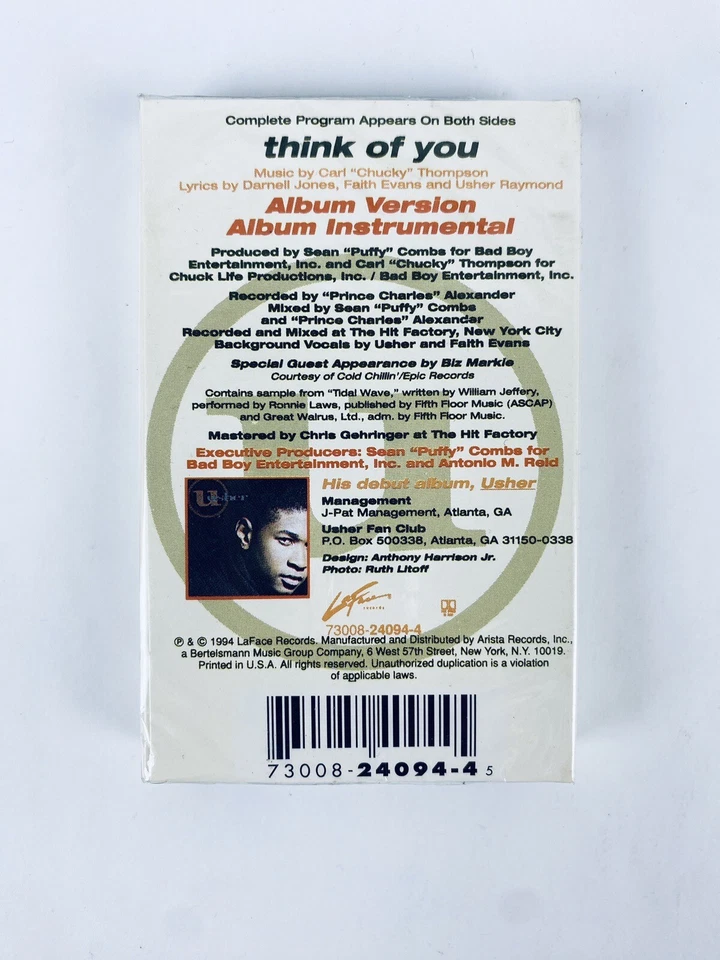 Complete Program Appears On Both Sides
think of you
Music by Carl "Chucky" Thompson
Lyrics by Darnell Jones, Faith Evans and Usher Raymond
Album Version
Album Instrumental
Produced by Sean "Puffy" Combs for Bad Boy
Entertainment, Inc. and Carl "Chucky" Thompson for
Chuck Life Productions, Inc. / Bad Boy Entertainment, Inc.
Recorded by "Prince Charles" Alexander
Mixed by Sean "Puffy" Combs
and "Prince Charles" Alexander
Recorded and Mixed at The Hit Factory, New York City
Background Vocals by Usher and Faith Evans
Special Guest Appearance by Biz Markie
Courtesy of Cold Chillin'/Epic Records
Contains sample from "Tidal Wave," written by William Jeffery,
performed by Ronnie Laws, published by Fifth Floor Music (ASCAP)
and Great Walrus, Ltd., adm. by Fifth Floor Music.
Mastered by Chris Gehringer at The Hit Factory
Executive Producers: Sean "Puffy" Combs for
Bad Boy Entertainment, Inc. and Antonio M. Reid
U
usher
His debut album, Usher
Management
J-Pat Management, Atlanta, GA
Usher Fan Club
P.O. Box 500338, Atlanta, GA 31150-0338
Design: Anthony Harrison Jr.
Photo: Ruth Litoff
LaFace
records
73008-24094-4
℗ & © 1994 LaFace Records. Manufactured and Distributed by Arista Records, Inc.,
a Bertelsmann Music Group Company, 6 West 57th Street, New York, N.Y. 10019.
Printed in U.S.A. All rights reserved. Unauthorized duplication is a violation
of applicable laws.
73008-24094-4 5